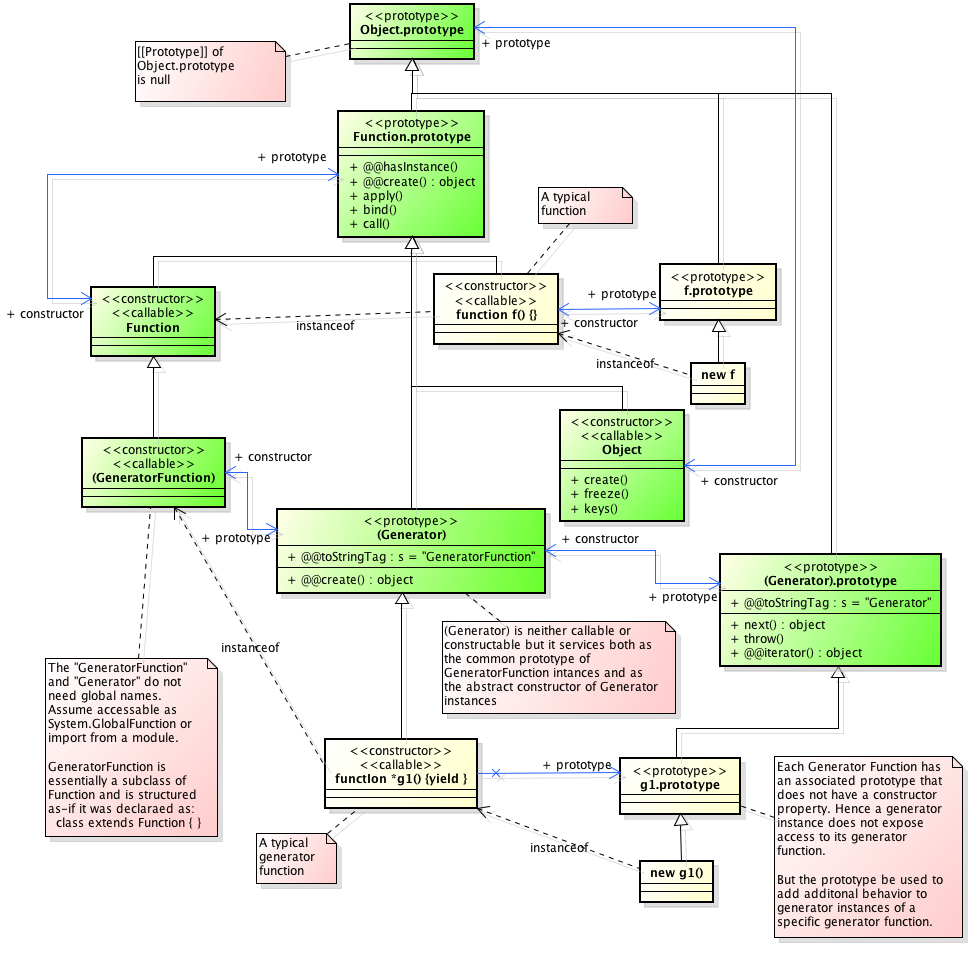 <<prototype>>
Object.prototype
+ prototype
[[Prototype]] of
Object.prototype
is null
<<prototype>>
Function.prototype
+ @@hasInstance()
+ @@create() : object
+ apply()
+ bind()
+ call()
+ prototype
A typical
function
<<constructor>>
<<callable>>
Function
+ constructor
<<constructor>>
<<callable>>
function f() {}
instanceof
<<prototype>>
f.prototype
+ prototype
+ constructor
instanceof
new f
<<constructor>>
<<callable>>
Object
+ create()
+ freeze()
+ keys()
+ constructor
<<constructor>>
<<callable>>
(GeneratorFunction)
+ constructor
+ prototype
<<prototype>>
(Generator)
+ @@toStringTag : s = "GeneratorFunction"
+ @@create() : object
+ constructor
+ prototype
<<prototype>>
(Generator).prototype
+ @@toStringTag : s = "Generator"
+ next() : object
+ throw()
+ @@iterator() : object
(Generator) is neither callable or
constructable but it services both as
the common prototype of
GeneratorFunction intances and as
the abstract constructor of Generator
instances
instanceof
The "GeneratorFunction"
and "Generator" do not
need global names.
Assume accessable as
System.GlobalFunction or
import from a module.
GeneratorFunction is
essentially a subclass of
Function and is structured
as-if it was declaraed as:
class extends Function { }
<<constructor>>
<<callable>>
function *g1() {yield }
+ prototype
<<prototype>>
g1.prototype
A typical
generator
function
instanceof
new g1()
Each Generator Function has
an associated prototype that
does not have a constructor
property. Hence a generator
instance does not expose
access to its generator
function.
But the prototype be used to
add additonal behavior to
generator instances of a
specific generator function.